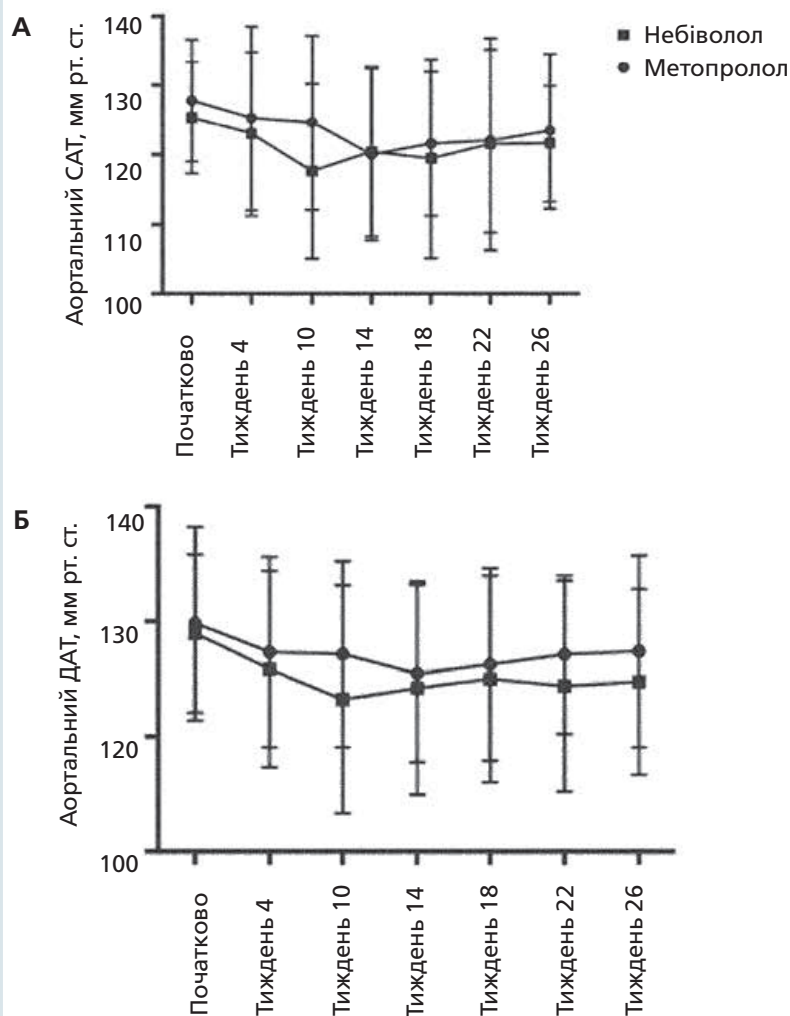 А
Аортальний САТ, мм рт. ст.
140
130
120
110
100
Небіволол
Метопролол
Початково
Тиждень 4
Тиждень 10
Тиждень 14
Тиждень 18
Тиждень 22
Тиждень 26
Б
Аортальний ДАТ, мм рт. ст.
140
130
120
100
Початково
Тиждень 4
Тиждень 10
Тиждень 14
Тиждень 18
Тиждень 22
Тиждень 26